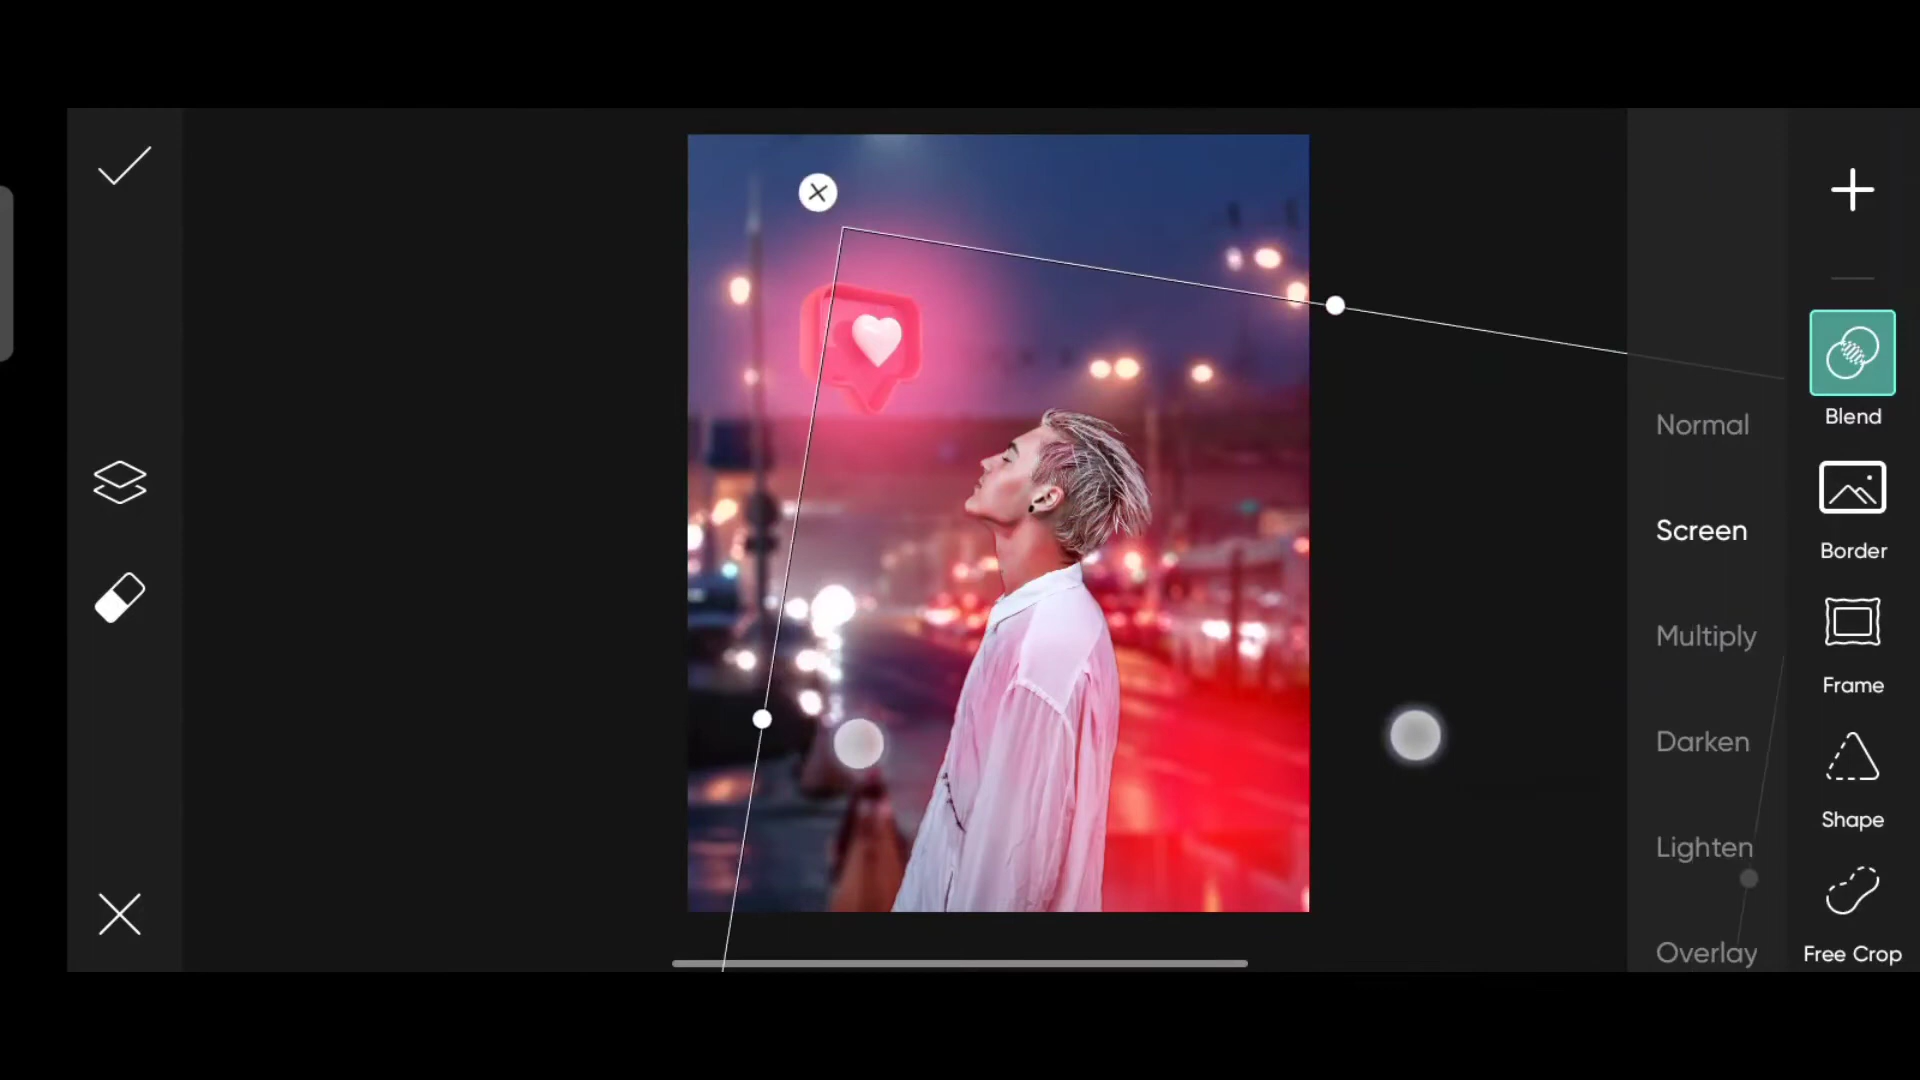 Normal
Screen
Multiply
Darken
Lighten
Overlay
Blend
Border
Frame
Shape
Free Crop